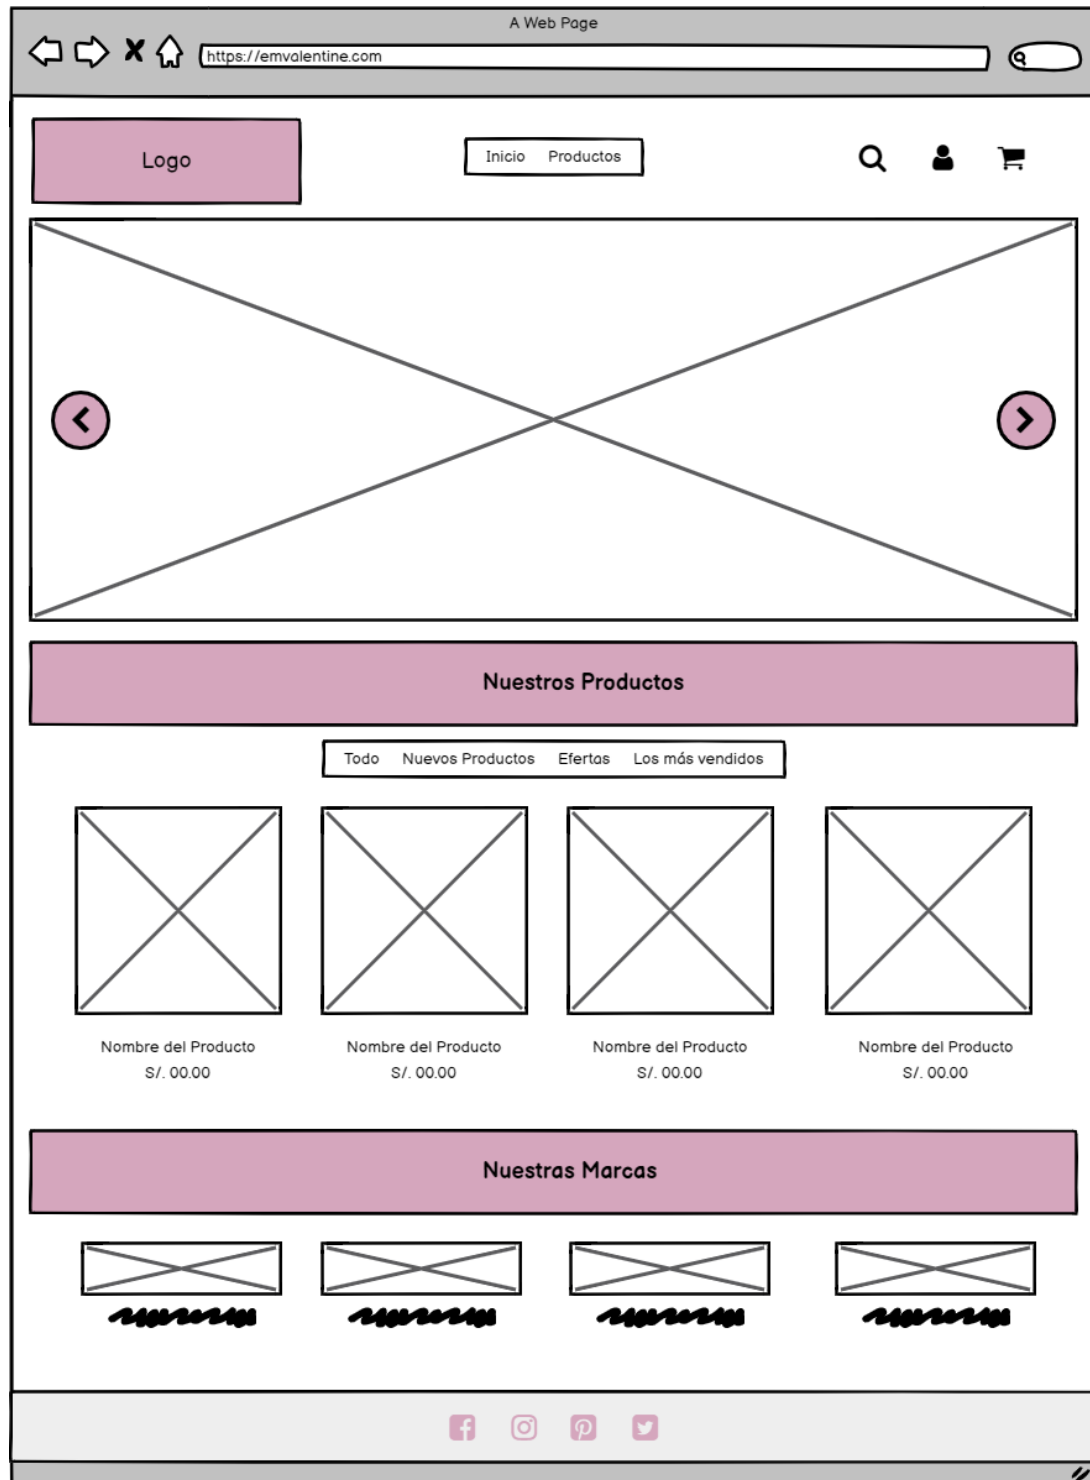 A Web Page
https://emvalentine.com
Logo
Inicio Productos
Nuestros Productos
Todo Nuevos Productos Efertas Los más vendidos
Nombre del Producto Nombre del Producto Nombre del Producto Nombre del Producto
S/. 00.00 S/. 00.00 S/. 00.00 S/. 00.00
Nuestras Marcas